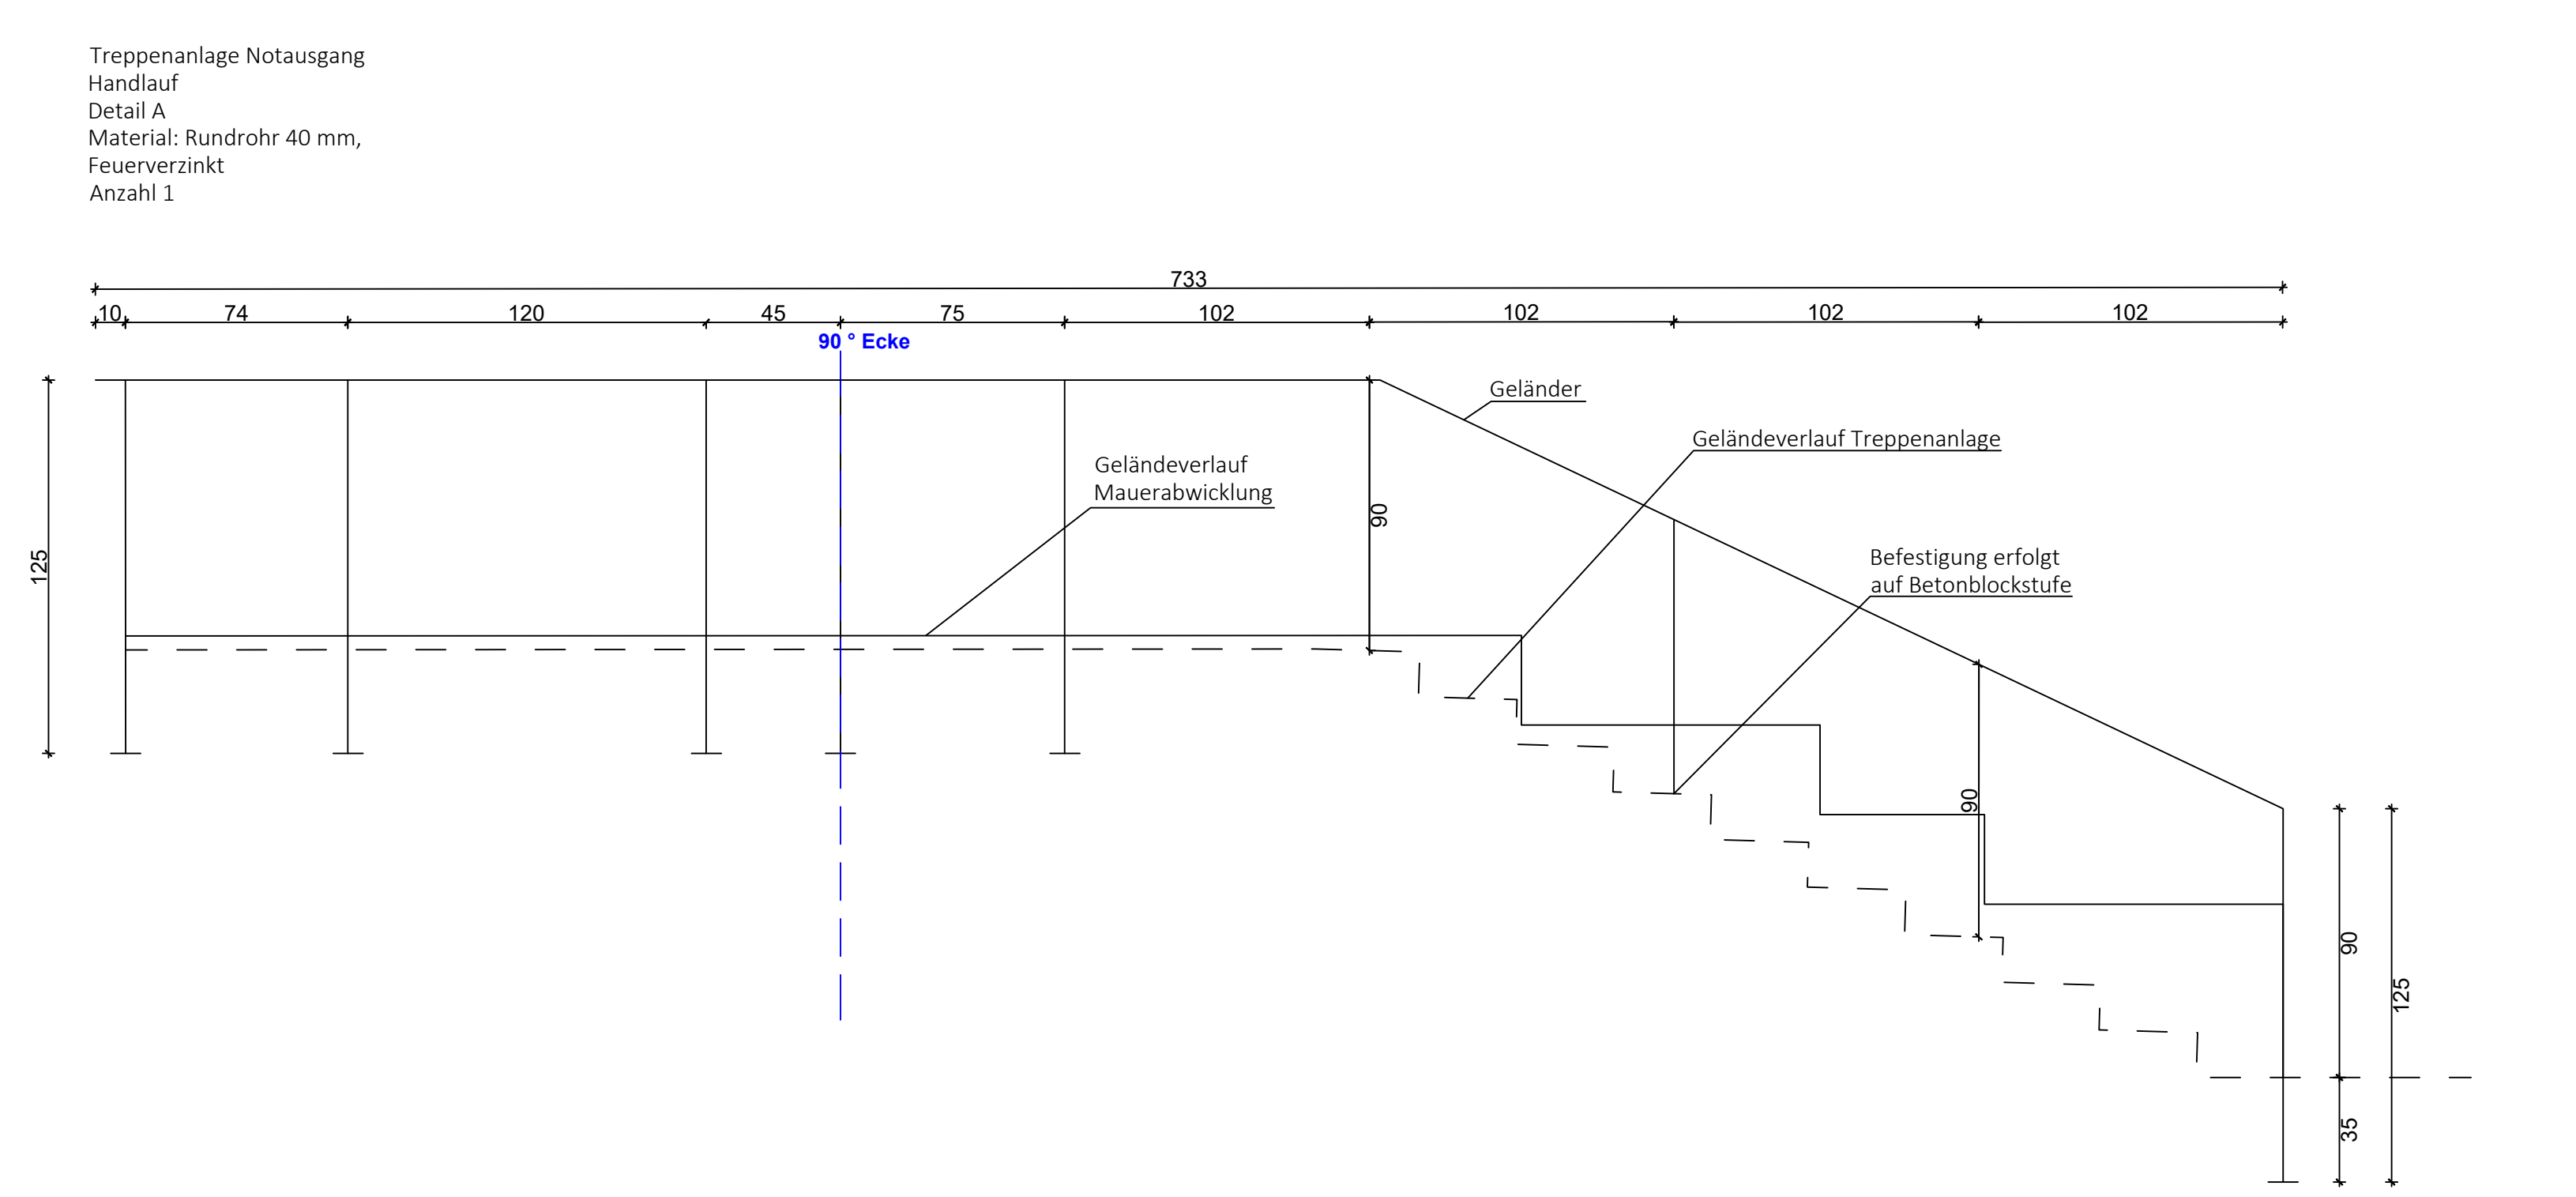 Treppenanlage Notausgang
Handlauf
Detail A
Material: Rundrohr 40 mm,
Feuerverzinkt
Anzahl 1
733
10 74 120 45 75 102 102 102 102
90 ° Ecke
Geländer
Geländeverlauf Treppenanlage
Geländeverlauf
Mauerabwicklung
90
125
Befestigung erfolgt
auf Betonblockstufe
90
90
125
35